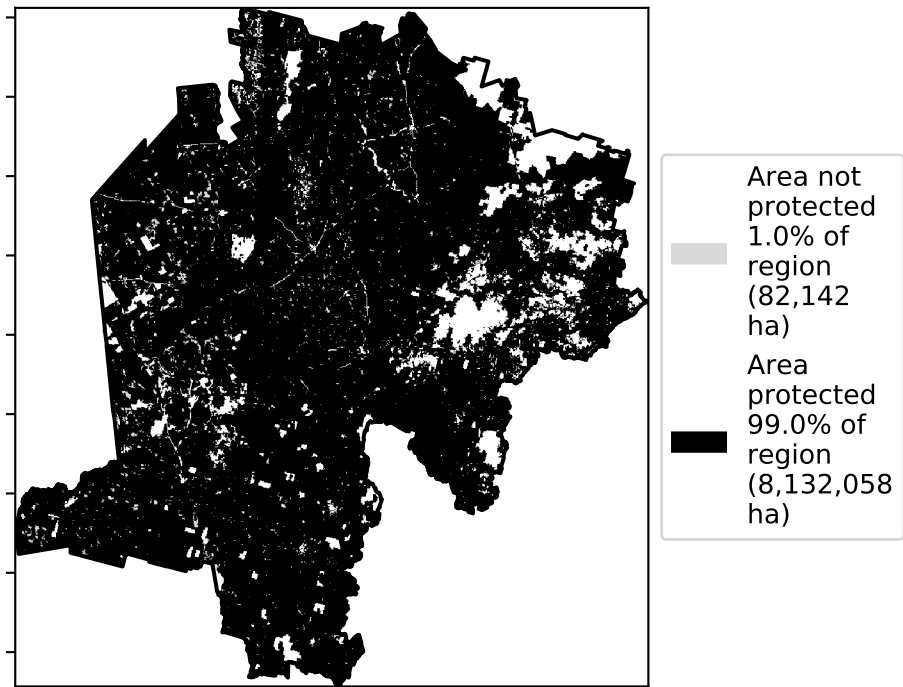 Area not
protected
1.0% of
region
(82,142
ha)
Area
protected
99.0% of
region
(8,132,058
ha)